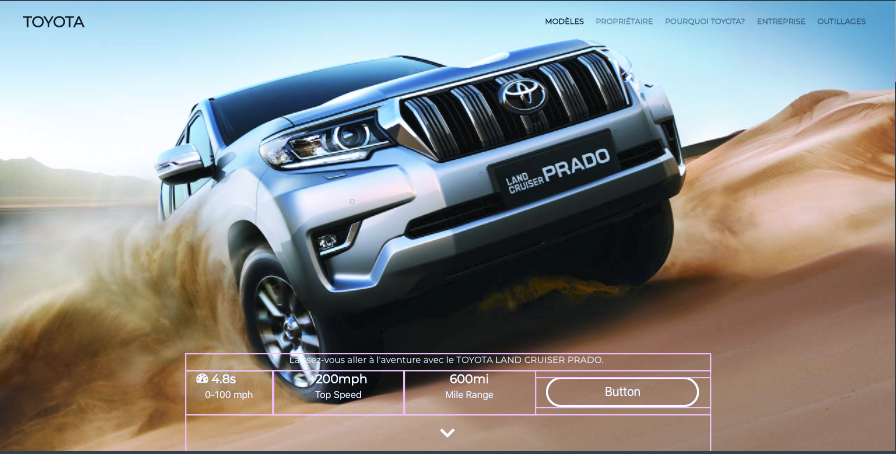 TOYOTA
MODÈLES PROPRIÉTAIRE POURQUOI TOYOTA? ENTREPRISE OUTILLAGES
LAND CRUISER PRADO
Laissez-vous aller à l'aventure avec le TOYOTA LAND CRUISER PRADO.
4.8s 200mph 600mi
0-100 mph Top Speed Mile Range Button